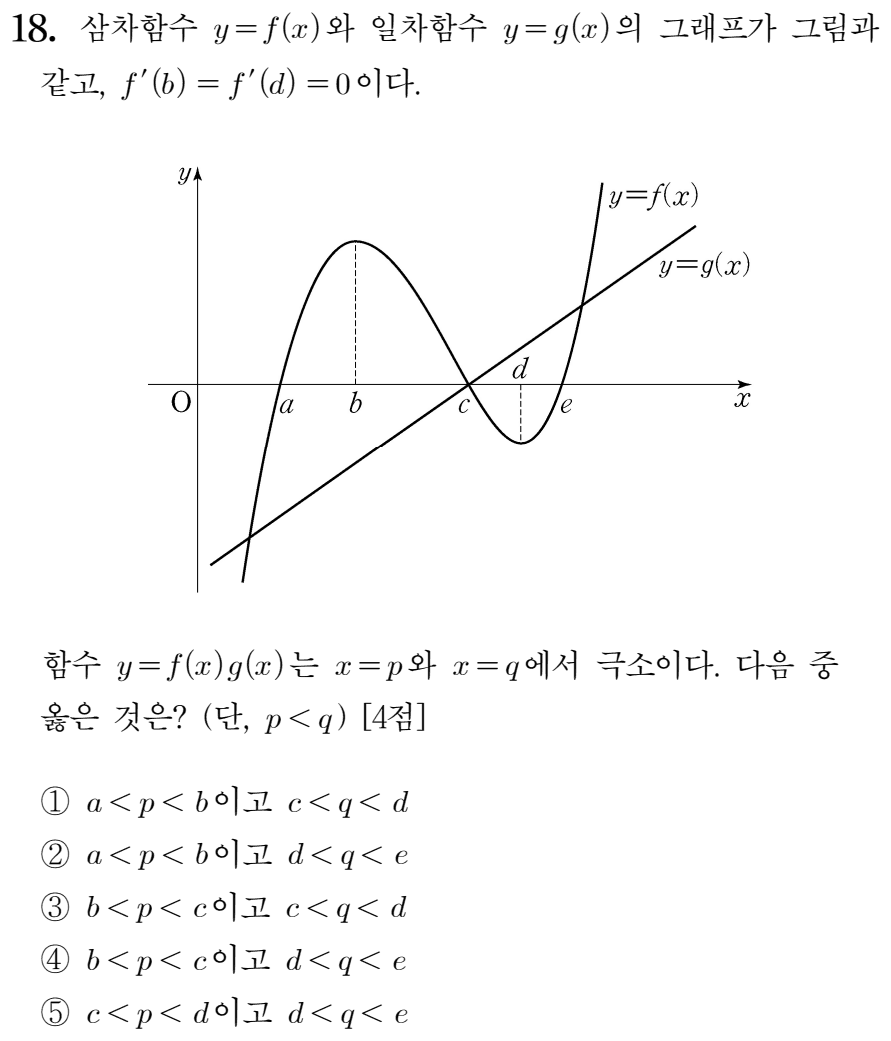 18. 삼차함수 y=f(x)와 일차함수 y=g(x)의 그래프가 그림과
같고, f′(b)=f′(d)=0이다.
y
y=f(x)
y=g(x)
d
O a b c e x
함수 y=f(x)g(x)는 x=p와 x=q에서 극소이다. 다음 중
옳은 것은? (단, p<q) [4점]
① a<p<b이고 c<q<d
② a<p<b이고 d<q<e
③ b<p<c이고 c<q<d
④ b<p<c이고 d<q<e
⑤ c<p<d이고 d<q<e